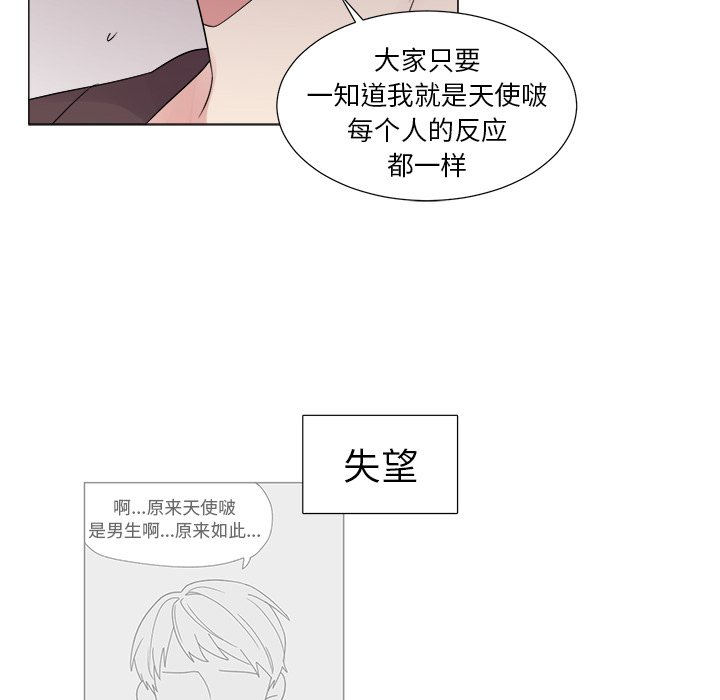 大家只要
一知道我就是天使啵
每个人的反应
都一样
失望
啊...原来天使啵
是男生啊...原来如此...